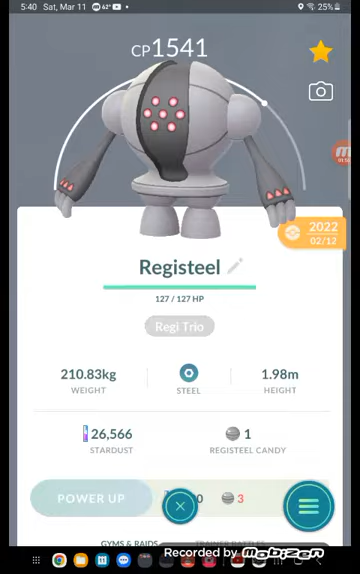 5:40 Sat, Mar 11 62° 25%
CP1541
2022
02/12
Registeel
127 / 127 HP
Regi Trio
210.83kg 1.98m
WEIGHT STEEL HEIGHT
26,566 1
STARDUST REGISTEEL CANDY
POWER UP 0 3
GYMS & RAIDS TRAINER BATTLES
Recorded by Mobizen